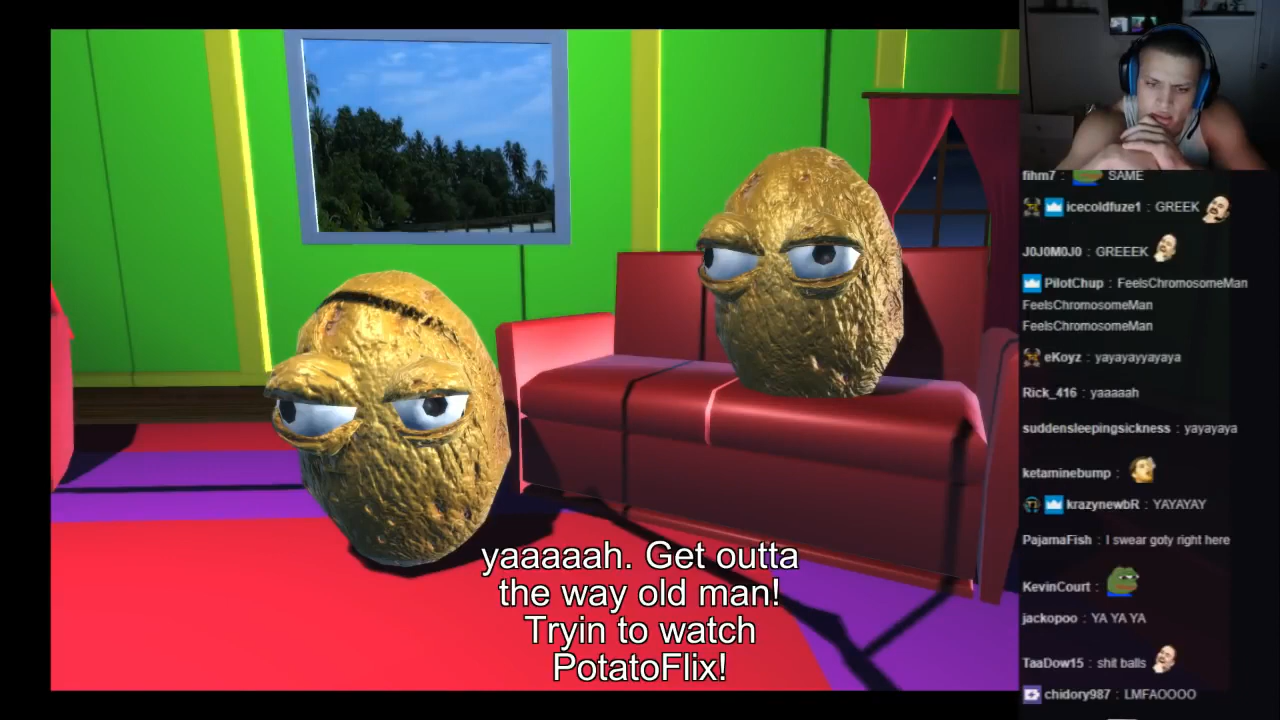 yaaaaah. Get outta
the way old man!
Tryin to watch
PotatoFlix!
fihm7 : SAME
icecoldfuze1 : GREEK
J0J0M0J0 : GREEEK
PilotChup : FeelsChromosomeMan
FeelsChromosomeMan
FeelsChromosomeMan
eKoyz : yayayayyayaya
Rick_416 : yaaaaah
suddensleepingsickness : yayayaya
ketaminebump :
krazynewbR : YAYAYAY
PajamaFish : I swear goty right here
KevinCourt :
jackopoo : YA YA YA
TaaDow15 : shit balls
chidory987 : LMFAOOOO